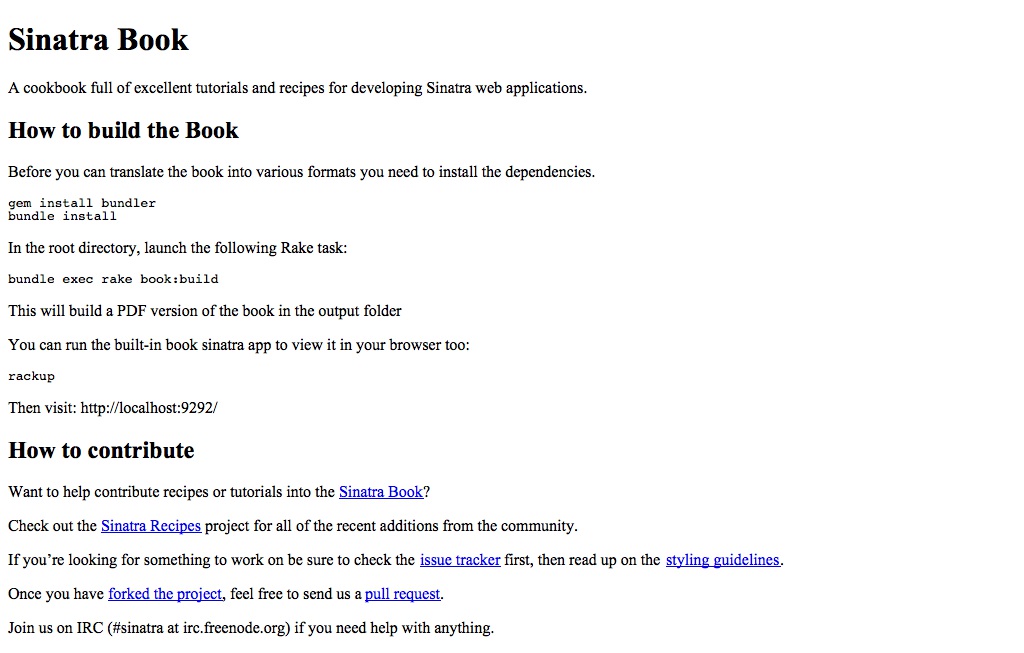 Sinatra Book
A cookbook full of excellent tutorials and recipes for developing Sinatra web applications.
How to build the Book
Before you can translate the book into various formats you need to install the dependencies.
gem install bundler
bundle install
In the root directory, launch the following Rake task:
bundle exec rake book:build
This will build a PDF version of the book in the output folder
You can run the built-in book sinatra app to view it in your browser too:
rackup
Then visit: http://localhost:9292/
How to contribute
Want to help contribute recipes or tutorials into the Sinatra Book?
Check out the Sinatra Recipes project for all of the recent additions from the community.
If you’re looking for something to work on be sure to check the issue tracker first, then read up on the styling guidelines.
Once you have forked the project, feel free to send us a pull request.
Join us on IRC (#sinatra at irc.freenode.org) if you need help with anything.